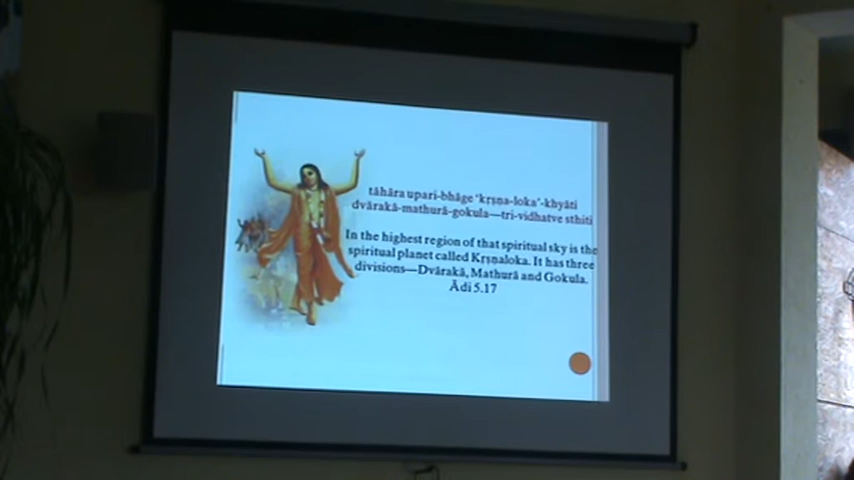 tāhāra upari-bhāge 'kṛṣṇa-loka'-khyāti
dvārakā-mathurā-gokula—tri-vidhatve sthiti
In the highest region of that spiritual sky is the
spiritual planet called Kṛṣṇaloka. It has three
divisions—Dvārakā, Mathurā and Gokula.
Ādi 5.17